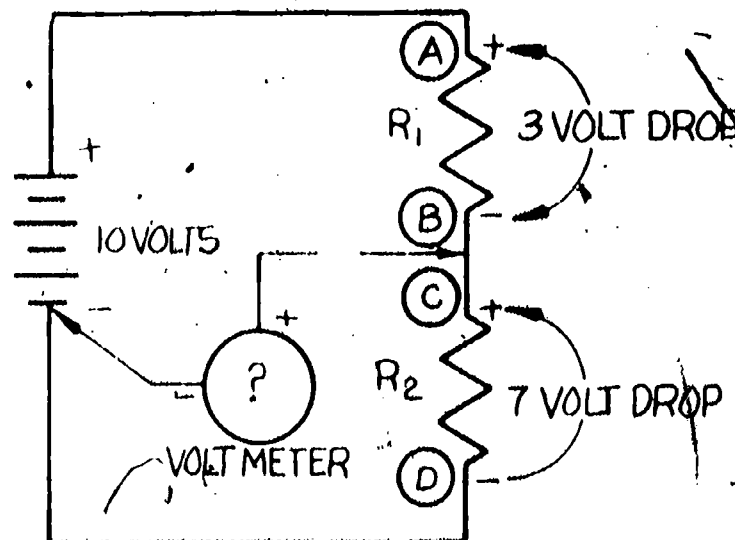 A
+
R1
3 VOLT DROP
+
B
-
10 VOLTS
C
-
+
+
?
R2
7 VOLT DROP
-
VOLT METER
D
-